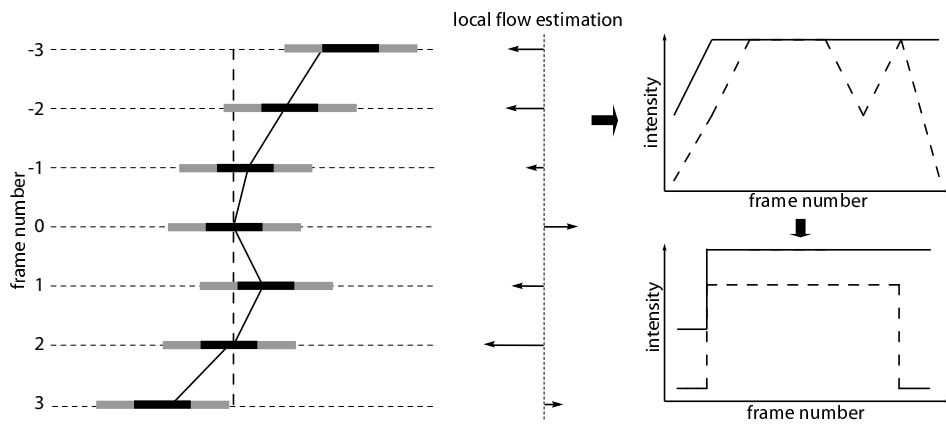 local flow estimation
frame number
-3
-2
-1
0
1
2
3
intensity
frame number
intensity
frame number